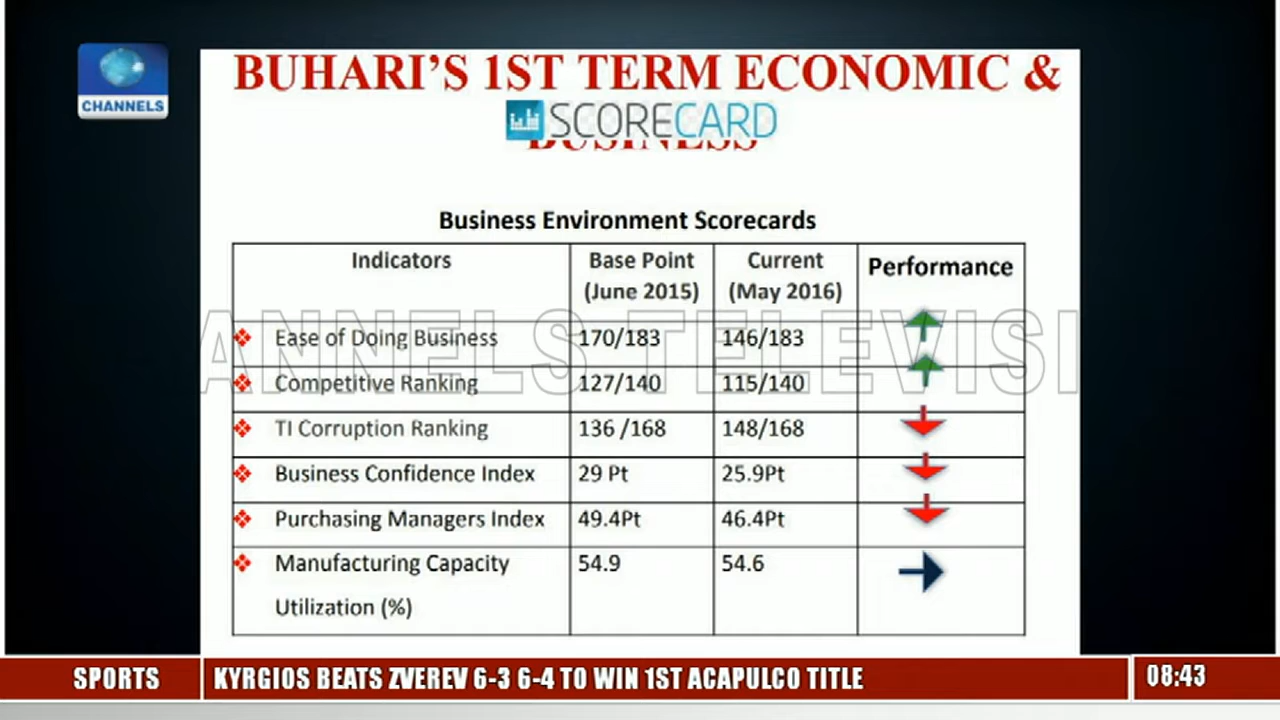 CHANNELS
BUHARI'S 1ST TERM ECONOMIC &
SCORECARD
BUSINESS
Business Environment Scorecards
Indicators
Base Point
(June 2015)
Current
(May 2016)
Performance
Ease of Doing Business 170/183 146/183
Competitive Ranking 127/140 115/140
TI Corruption Ranking 136 /168 148/168
Business Confidence Index 29 Pt 25.9Pt
Purchasing Managers Index 49.4Pt 46.4Pt
Manufacturing Capacity 54.9 54.6
Utilization (%)
ANNELS TELEVISI
SPORTS KYRGIOS BEATS ZVEREV 6-3 6-4 TO WIN 1ST ACAPULCO TITLE 08:43